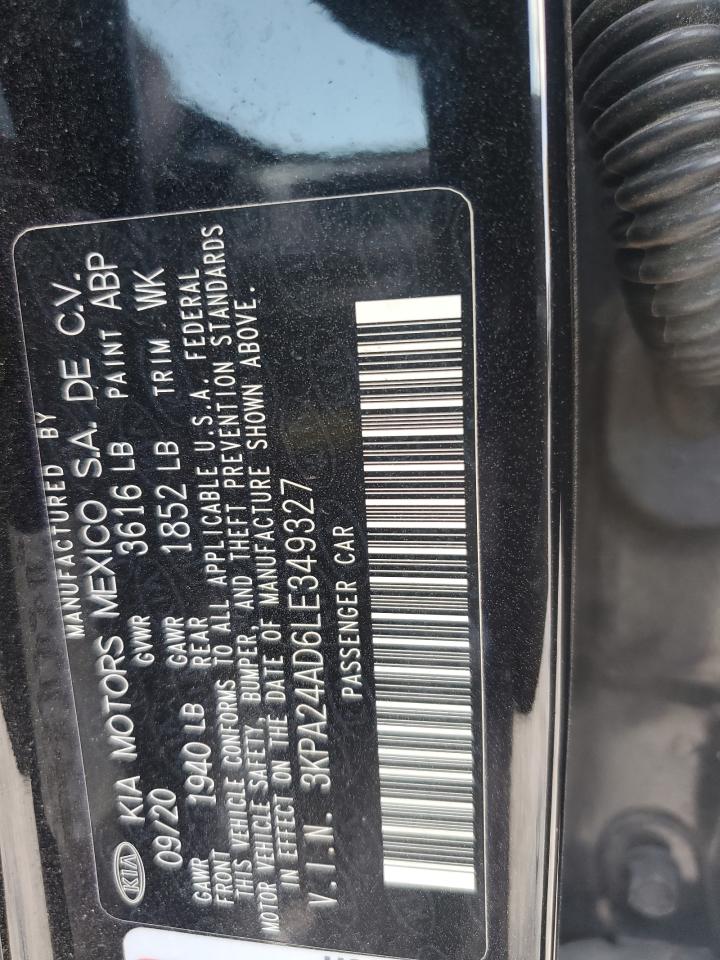 MANUFACTURED BY
KIA KIA MOTORS MEXICO S.A. DE C.V.
09/20 GVWR 3616 LB PAINT ABP
GAWR FRONT 1940 LB GAWR REAR 1852 LB TRIM WK
THIS VEHICLE CONFORMS TO ALL APPLICABLE U.S.A. FEDERAL
MOTOR VEHICLE SAFETY, BUMPER, AND THEFT PREVENTION STANDARDS
IN EFFECT ON THE DATE OF MANUFACTURE SHOWN ABOVE.
V.I.N. 3KPA24AD6LE349327
PASSENGER CAR